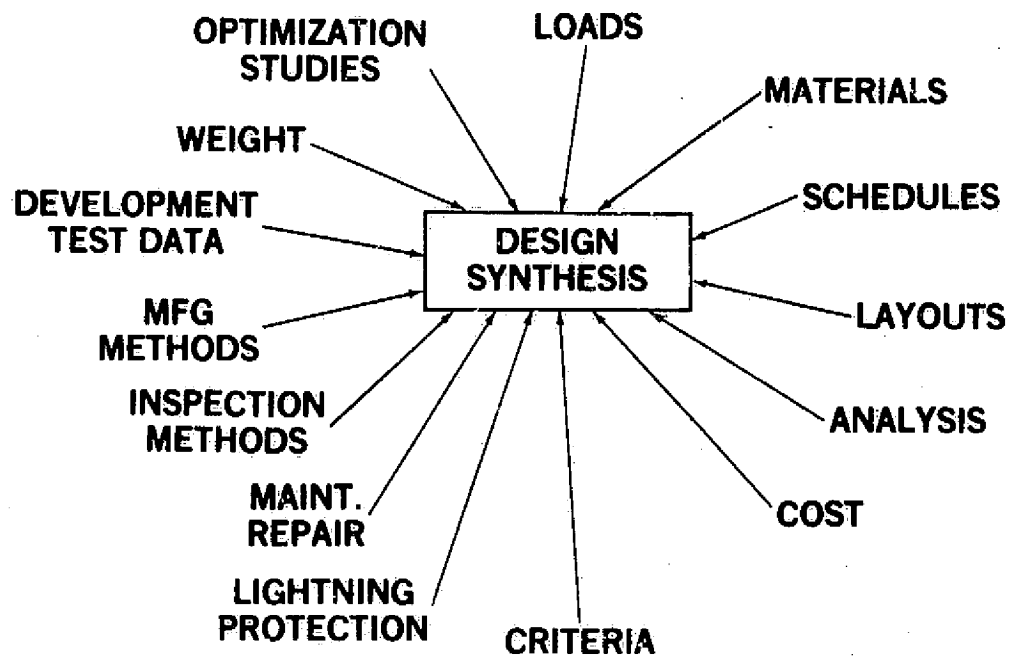 OPTIMIZATION
STUDIES
LOADS
MATERIALS
WEIGHT
SCHEDULES
DEVELOPMENT
TEST DATA
DESIGN
SYNTHESIS
MFG
METHODS
LAYOUTS
INSPECTION
METHODS
ANALYSIS
MAINT.
REPAIR
COST
LIGHTNING
PROTECTION
CRITERIA